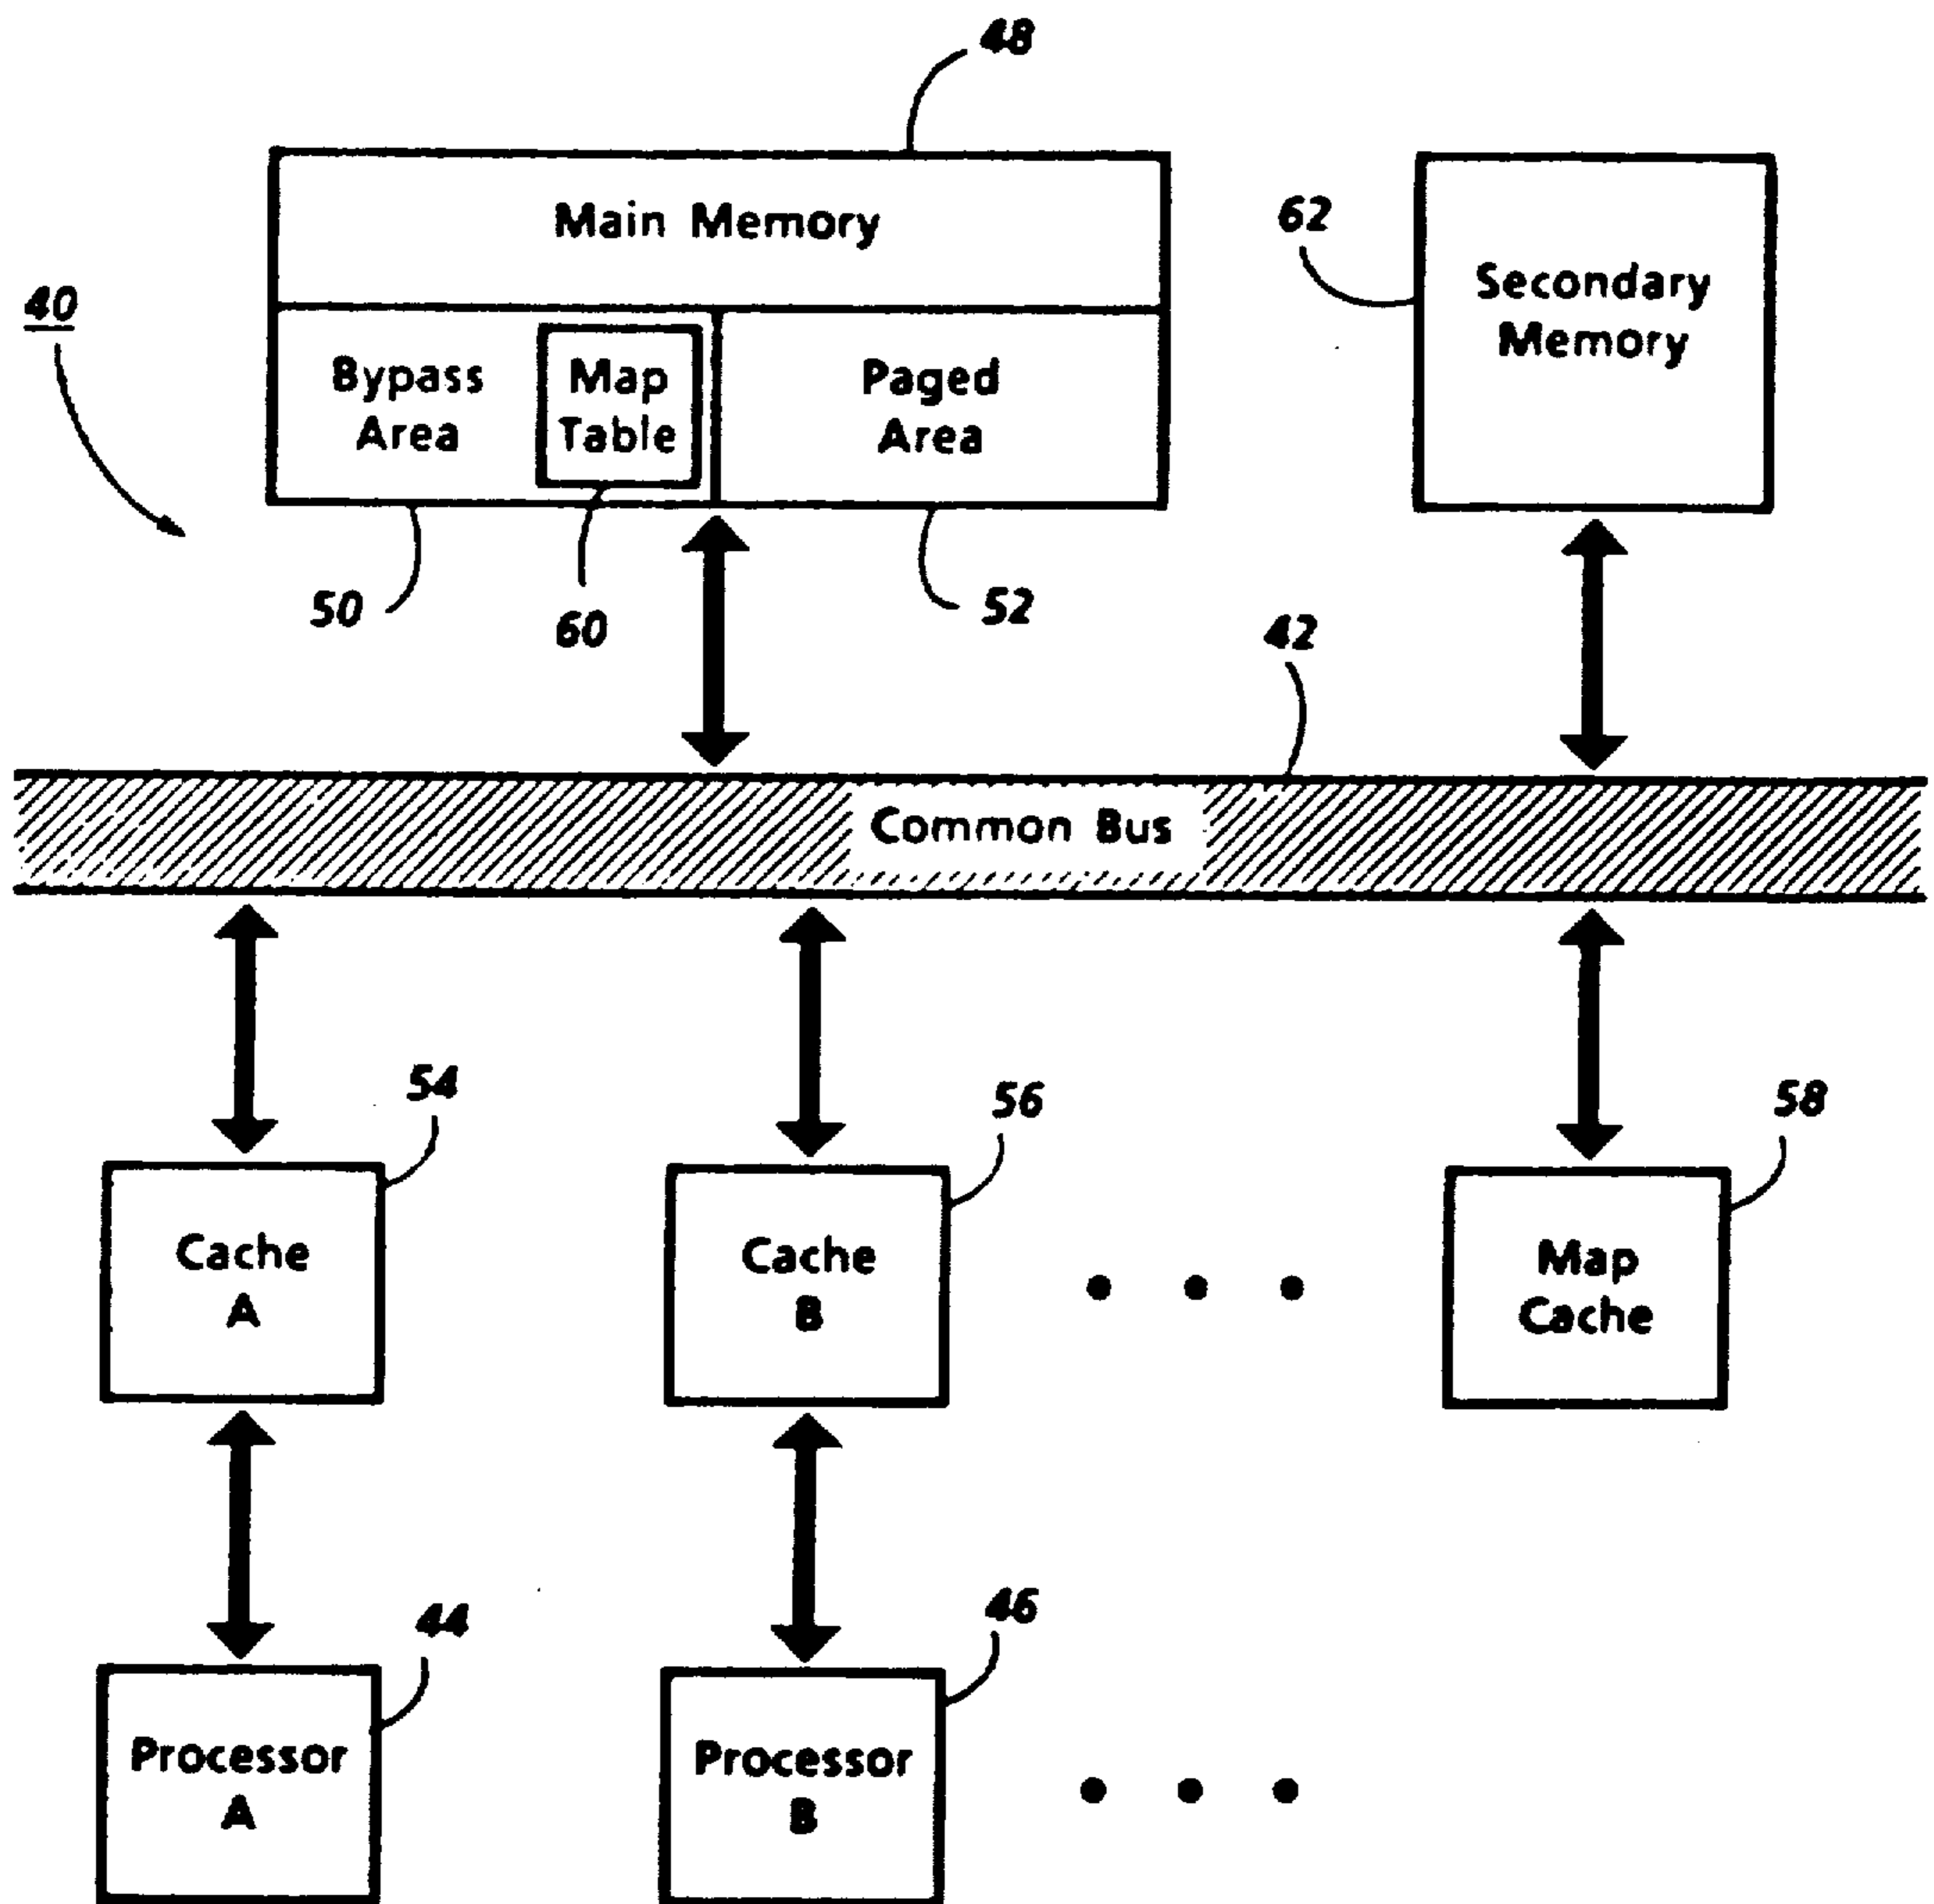 48
Main Memory
62
Secondary
Memory
40
Bypass
Area
Map
Table
Paged
Area
50
60
52
42
Common Bus
54
56
58
Cache
A
Cache
B
Map
Cache
44
46
Processor
A
Processor
B